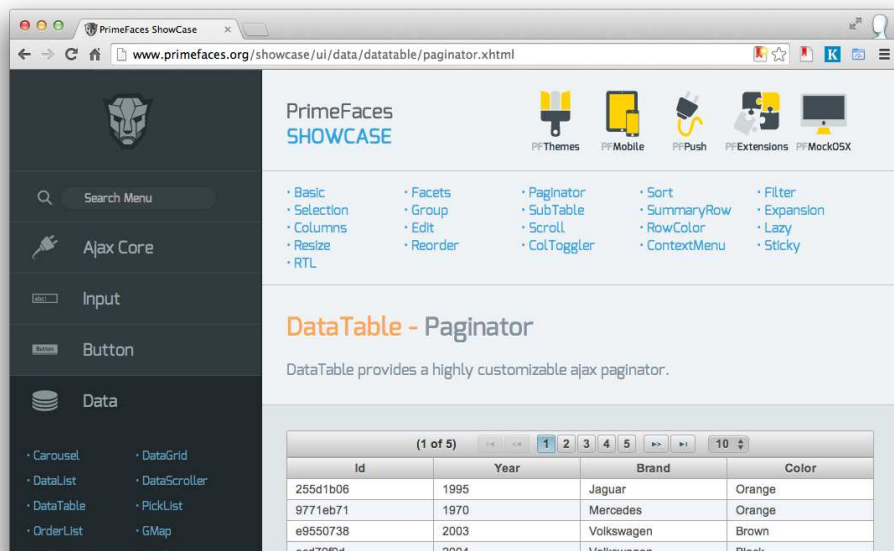 PrimeFaces ShowCase
www.primefaces.org/showcase/ui/data/datatable/paginator.xhtml
PrimeFaces
SHOWCASE
PFThemes PFMobile PFPush PFExtensions PFMockOSX
Search Menu
Ajax Core
Input
Button
Data
· Carousel · DataGrid
· DataList · DataScroller
· DataTable · PickList
· OrderList · GMap
· Basic · Facets · Paginator · Sort · Filter
· Selection · Group · SubTable · SummaryRow · Expansion
· Columns · Edit · Scroll · RowColor · Lazy
· Resize · Reorder · ColToggler · ContextMenu · Sticky
· RTL
DataTable - Paginator
DataTable provides a highly customizable ajax paginator.
(1 of 5) 1 2 3 4 5 10
Id Year Brand Color
255d1b06 1995 Jaguar Orange
9771eb71 1970 Mercedes Orange
e9550738 2003 Volkswagen Brown
2004 Volkswagen Black